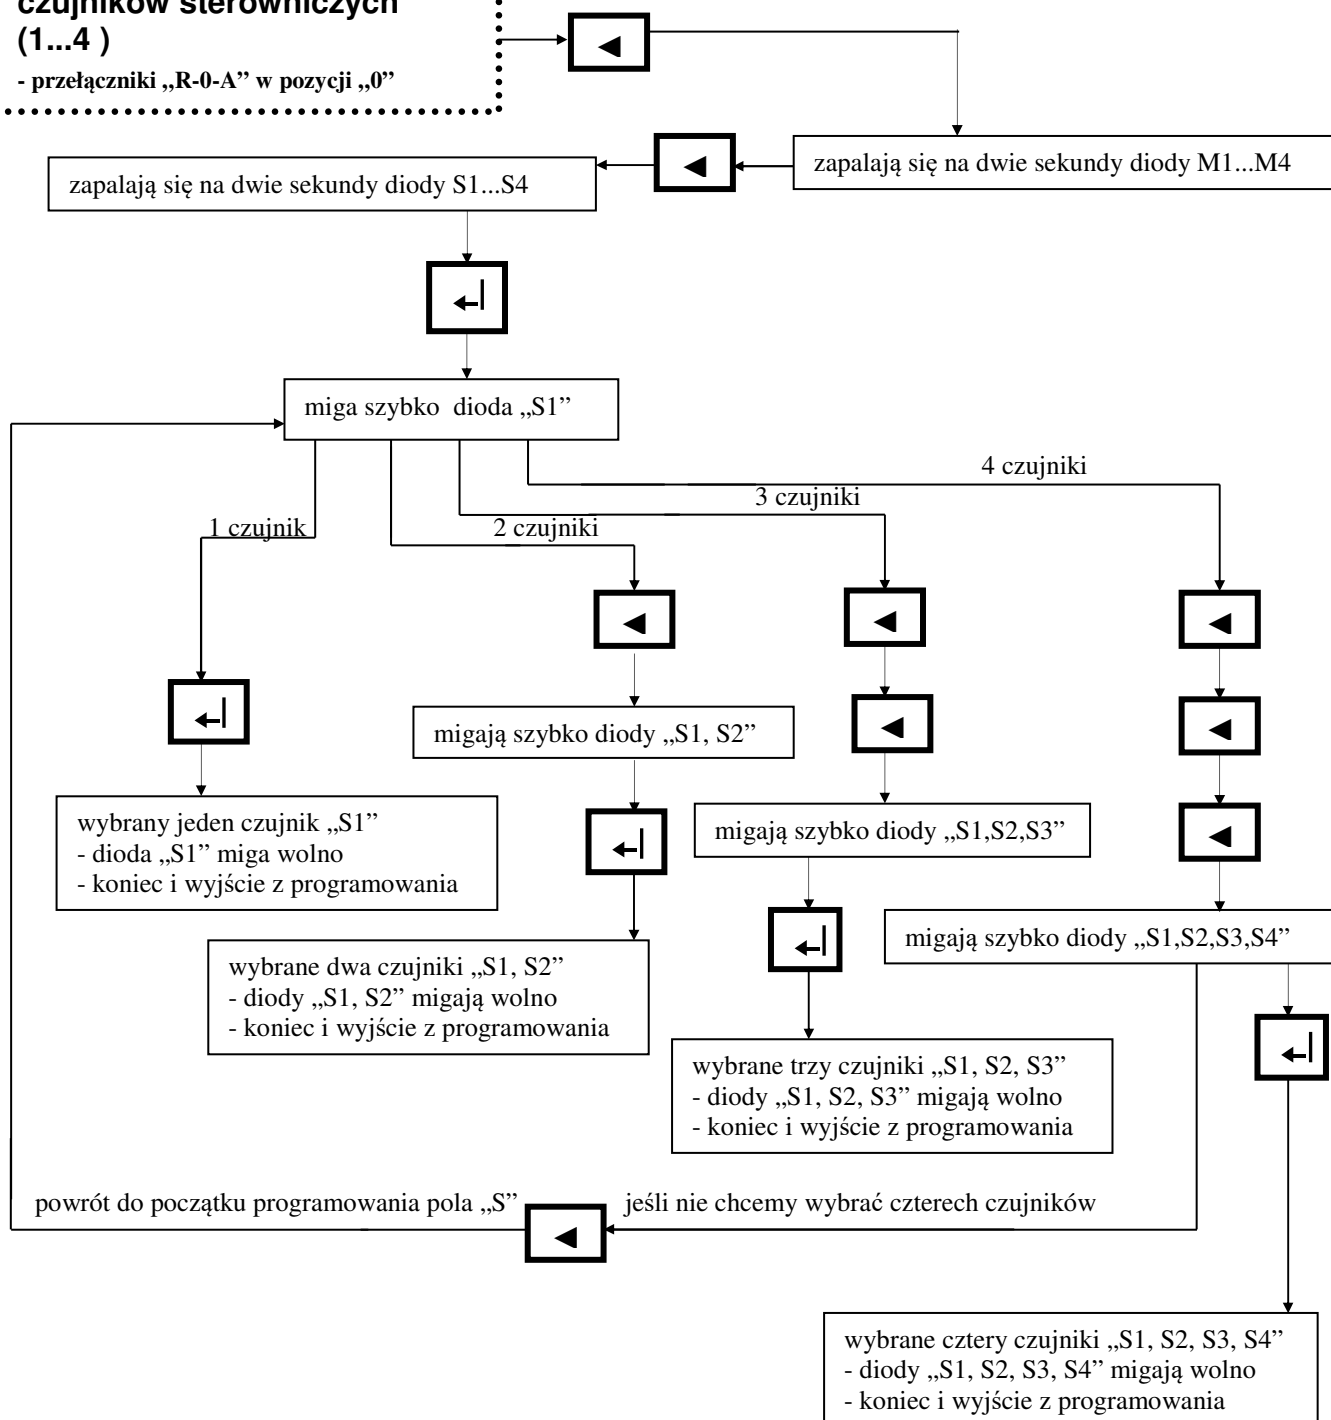 czujników sterowniczych
(1...4 )
- przełączniki „R-0-A” w pozycji „0”
zapalają się na dwie sekundy diody M1...M4
zapalają się na dwie sekundy diody S1...S4
miga szybko dioda „S1”
4 czujniki
3 czujniki
1 czujnik
2 czujniki
migają szybko diody „S1, S2”
wybrany jeden czujnik „S1”
- dioda „S1” miga wolno
- koniec i wyjście z programowania
migają szybko diody „S1,S2,S3”
migają szybko diody „S1,S2,S3,S4”
wybrane dwa czujniki „S1, S2”
- diody „S1, S2” migają wolno
- koniec i wyjście z programowania
wybrane trzy czujniki „S1, S2, S3”
- diody „S1, S2, S3” migają wolno
- koniec i wyjście z programowania
powrót do początku programowania pola „S”
jeśli nie chcemy wybrać czterech czujników
wybrane cztery czujniki „S1, S2, S3, S4”
- diody „S1, S2, S3, S4” migają wolno
- koniec i wyjście z programowania